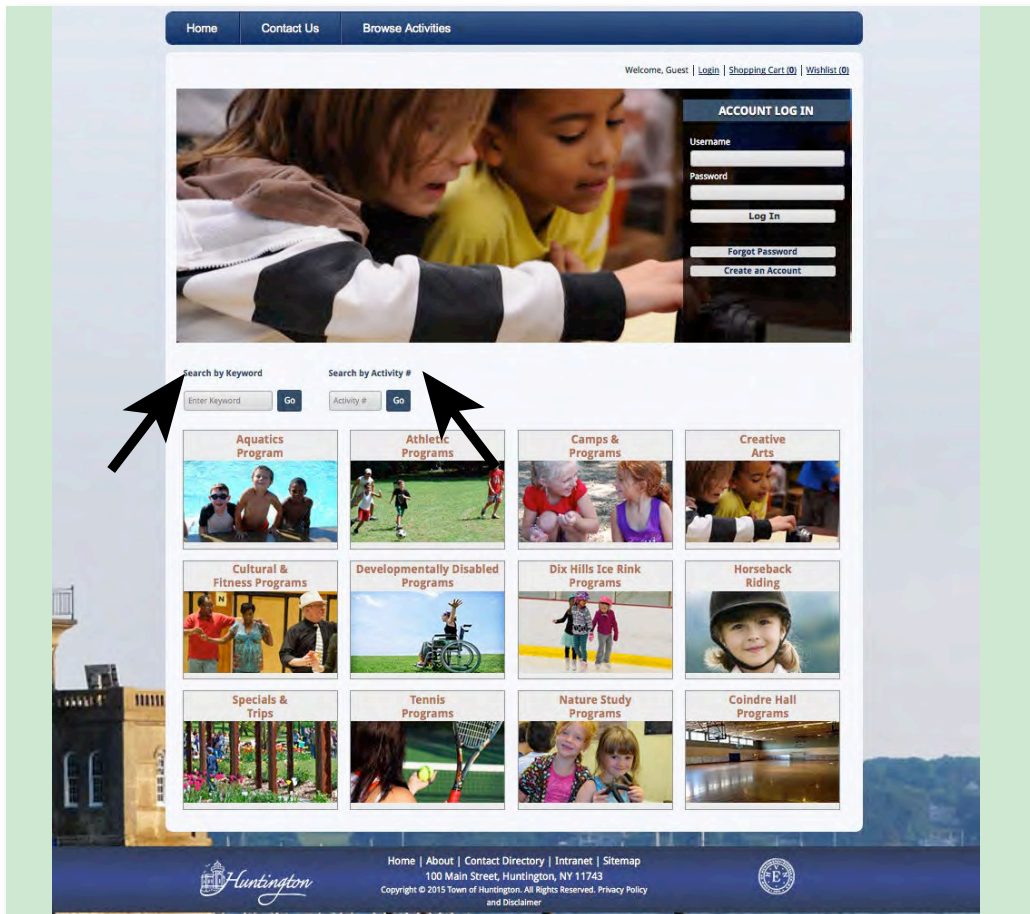 Home Contact Us Browse Activities
Welcome, Guest | Login | Shopping Cart (0) | Wishlist (0)
ACCOUNT LOG IN
Username
Password
Log In
Forgot Password
Create an Account
Search by Keyword Search by Activity #
Enter Keyword Go Activity # Go
Aquatics
Program
Athletic
Programs
Camps &
Programs
Creative
Arts
Cultural &
Fitness Programs
Developmentally Disabled
Programs
Dix Hills Ice Rink
Programs
Horseback
Riding
N
Specials &
Trips
Tennis
Programs
Nature Study
Programs
Coindre Hall
Programs
Huntington
Home | About | Contact Directory | Intranet | Sitemap
100 Main Street, Huntington, NY 11743
Copyright © 2015 Town of Huntington. All Rights Reserved. Privacy Policy
and Disclaimer